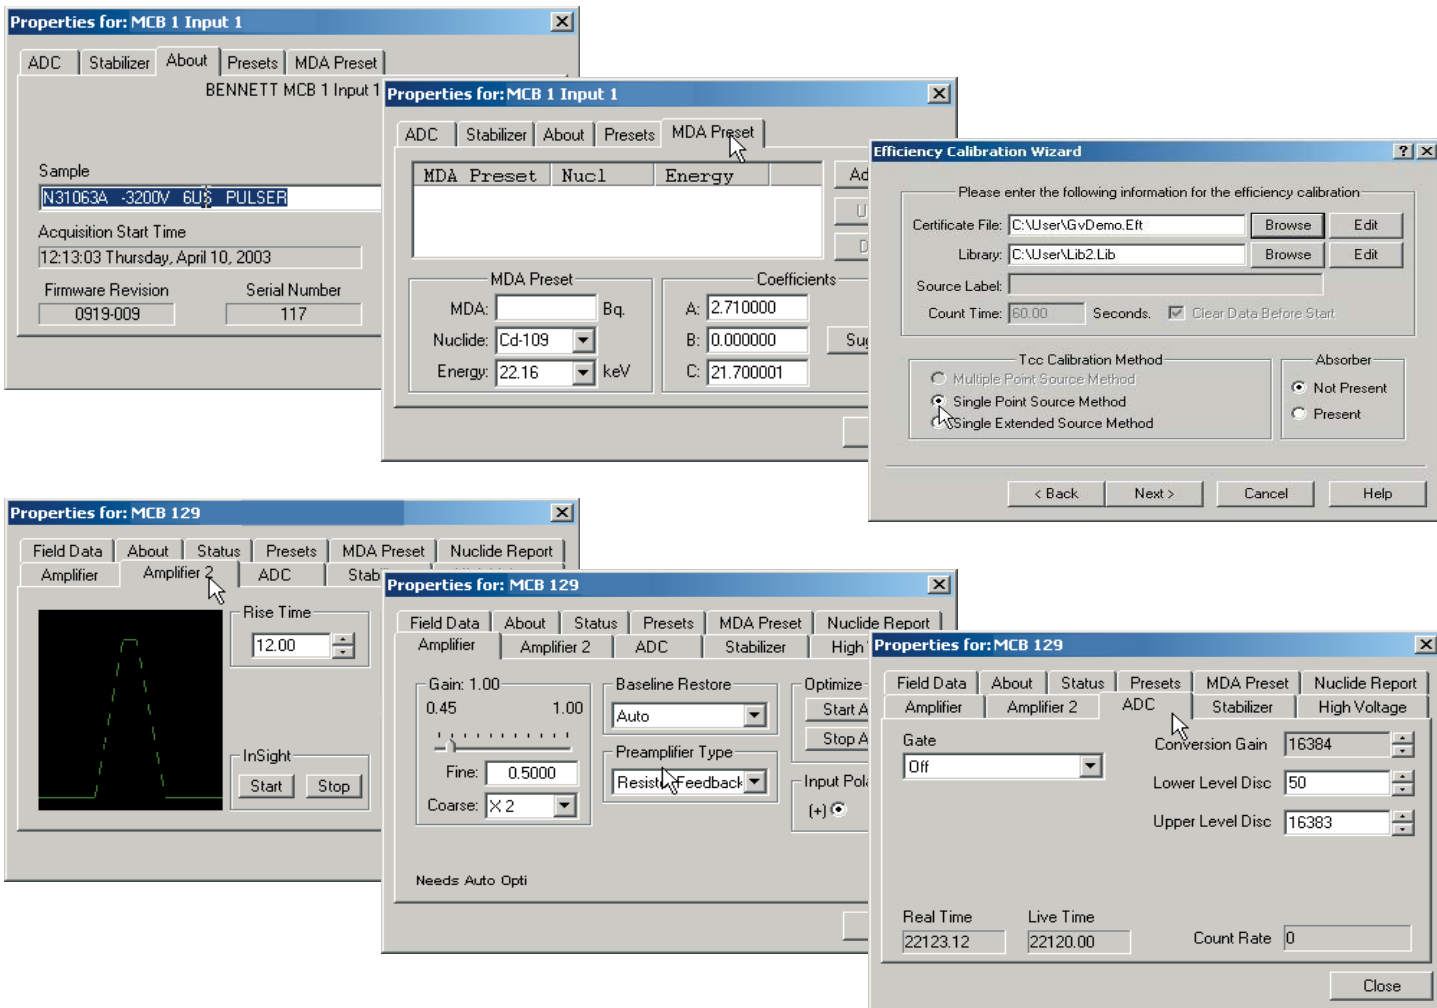 Properties for: MCB 1 Input 1
ADC Stabilizer About Presets MDA Preset
BENNETT MCB 1 Input 1
Sample
N31063A -3200V 6US PULSER
Acquisition Start Time
12:13:03 Thursday, April 10, 2003
Firmware Revision Serial Number
0919-009 117
Properties for: MCB 1 Input 1
ADC Stabilizer About Presets MDA Preset
MDA Preset Nucl Energy
MDA Preset
MDA: Bq.
Nuclide: Cd-109
Energy: 22.16 keV
Coefficients
A: 2.710000
B: 0.000000
C: 21.700001
Efficiency Calibration Wizard
Please enter the following information for the efficiency calibration
Certificate File: C:\User\GvDemo.Eft Browse Edit
Library: C:\User\Lib2.Lib Browse Edit
Source Label:
Count Time: 60.00 Seconds. Clear Data Before Start
Tcc Calibration Method
Multiple Point Source Method
Single Point Source Method
Single Extended Source Method
Absorber
Not Present
Present
< Back Next > Cancel Help
Properties for: MCB 129
Field Data About Status Presets MDA Preset Nuclide Report
Amplifier Amplifier 2 ADC Stab
Rise Time
12.00
InSight
Start Stop
Properties for: MCB 129
Field Data About Status Presets MDA Preset Nuclide Report
Amplifier Amplifier 2 ADC Stabilizer High
Gain: 1.00
0.45 1.00
Fine: 0.5000
Coarse: X 2
Baseline Restore
Auto
Preamplifier Type
Resistor Feedback
Optimize
Start A
Stop A
Input Pol
(+)
Needs Auto Opti
Properties for: MCB 129
Field Data About Status Presets MDA Preset Nuclide Report
Amplifier Amplifier 2 ADC Stabilizer High Voltage
Gate
Off
Conversion Gain 16384
Lower Level Disc 50
Upper Level Disc 16383
Real Time Live Time
22123.12 22120.00
Count Rate 0
Close